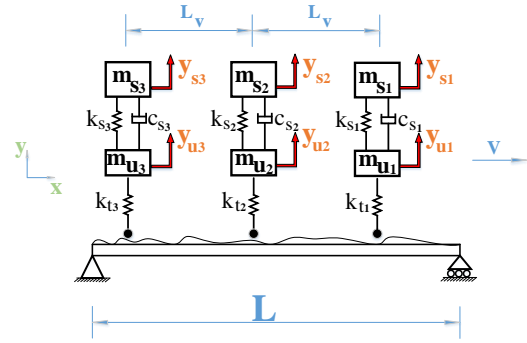 L_v L_v
y_s3 y_s2 y_s1
m_s3 m_s2 m_s1
k_s3 c_s3 k_s2 c_s2 k_s1 c_s1
y_u3 y_u2 y_u1
m_u3 m_u2 m_u1
y x v
k_t3 k_t2 k_t1
L